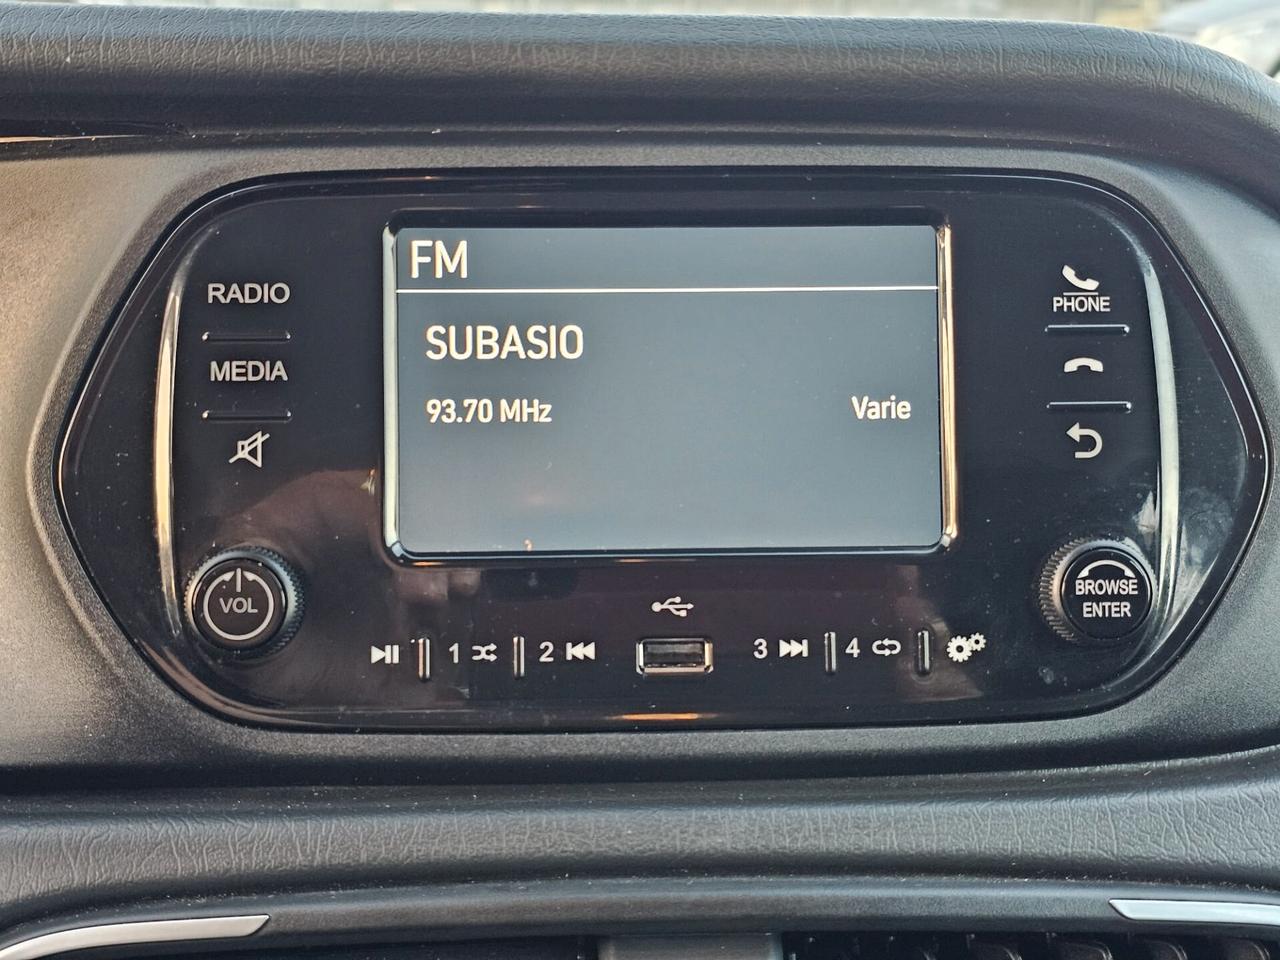 FM
SUBASIO
93.70 MHz Varie
RADIO
MEDIA
VOL
PHONE
BROWSE
ENTER
1
2
3
4